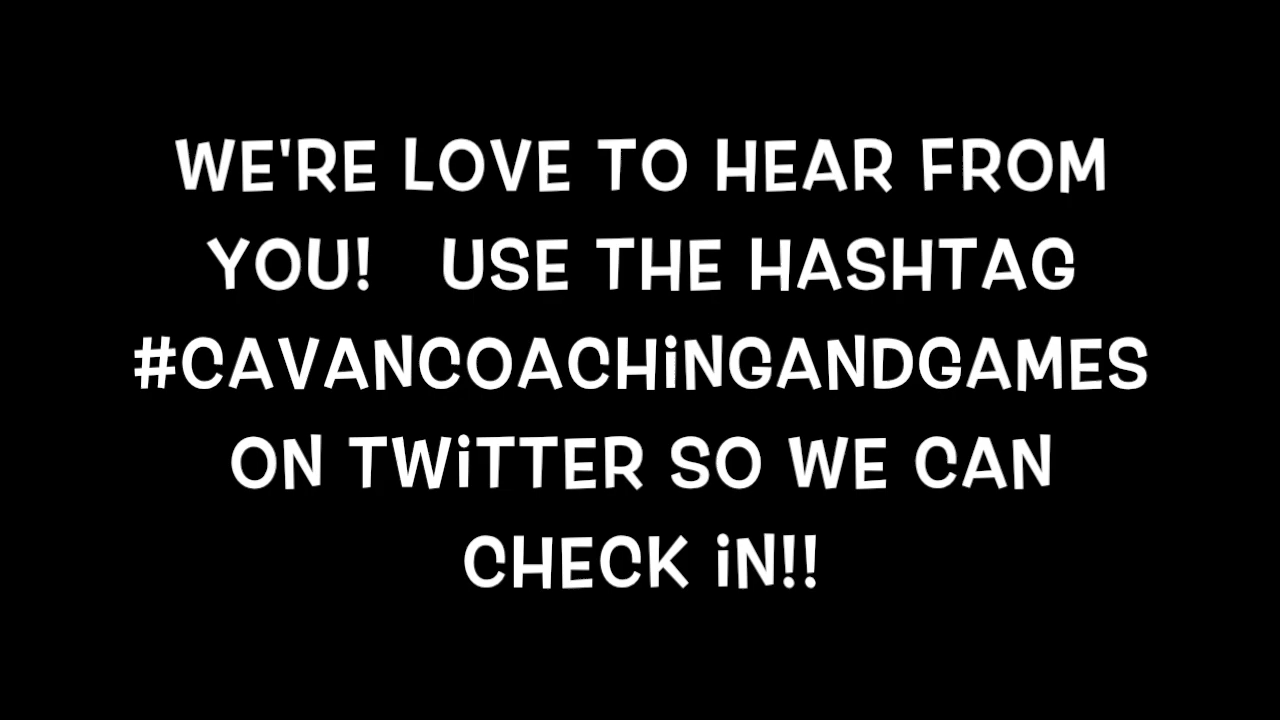 WE'RE LOVE TO HEAR FROM
YOU! USE THE HASHTAG
#CAVANCOACHiNGANDGAMES
ON TWiTTER SO WE CAN
CHECK iN!!